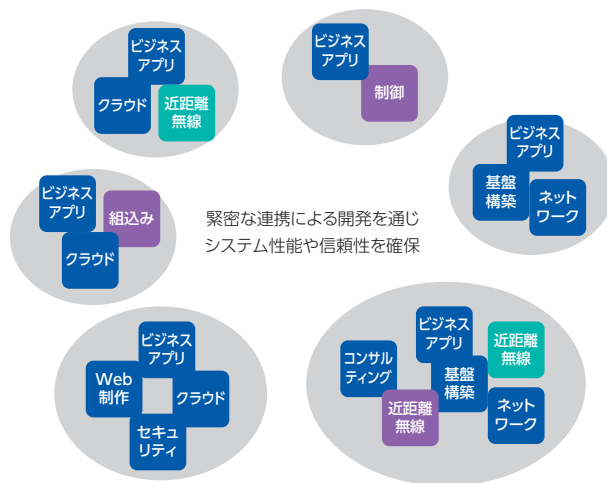 ビジネス
アプリ
クラウド
近距離
無線
ビジネス
アプリ
制御
ビジネス
アプリ
基盤
構築
ネット
ワーク
ビジネス
アプリ
組込み
クラウド
緊密な連携による開発を通じ
システム性能や信頼性を確保
ビジネス
アプリ
Web
制作
クラウド
セキュ
リティ
ビジネス
アプリ
近距離
無線
コンサル
ティング
基盤
構築
近距離
無線
ネット
ワーク